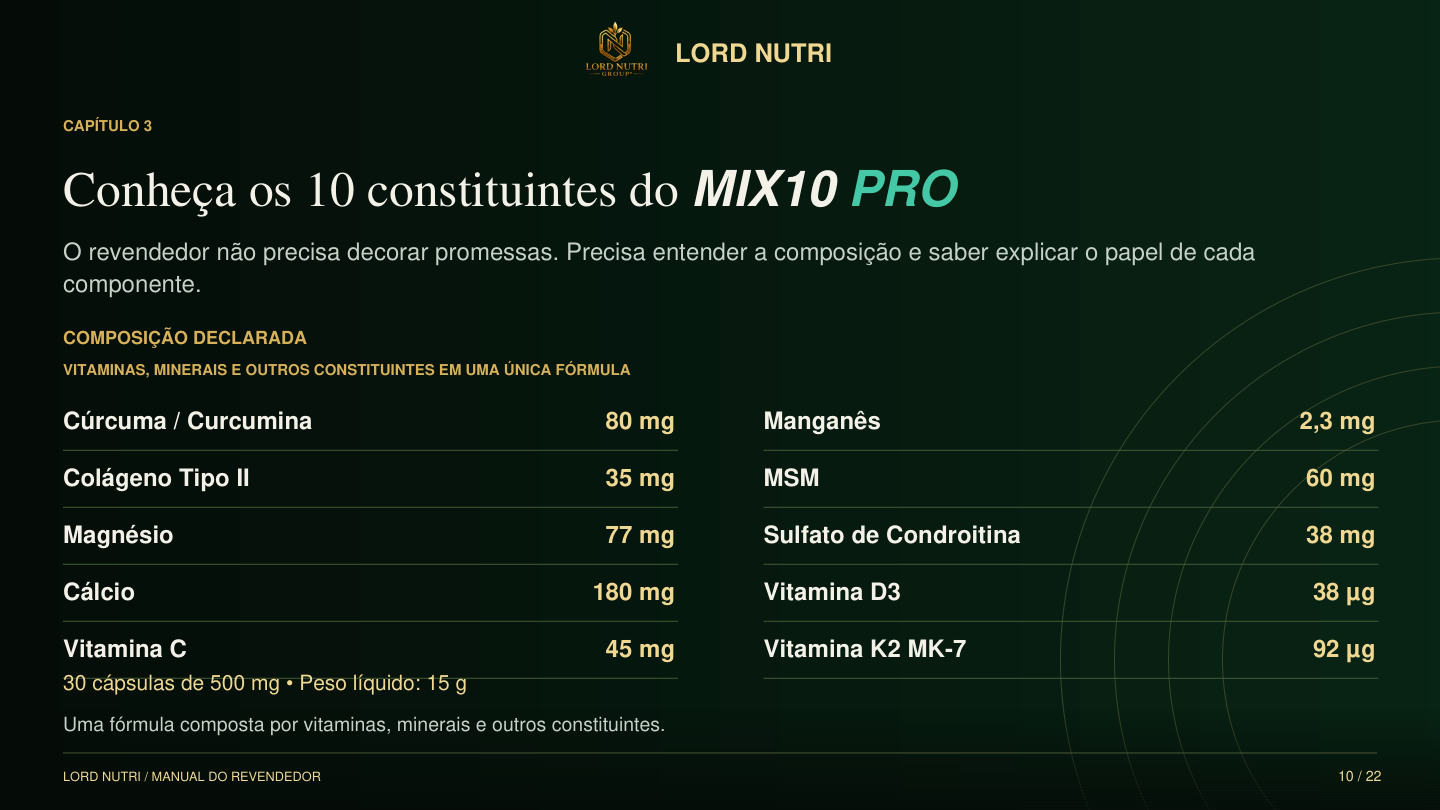 LORD NUTRI
GROUP®
LORD NUTRI
CAPÍTULO 3
Conheça os 10 constituintes do MIX10 PRO
O revendedor não precisa decorar promessas. Precisa entender a composição e saber explicar o papel de cada
componente.
COMPOSIÇÃO DECLARADA
VITAMINAS, MINERAIS E OUTROS CONSTITUINTES EM UMA ÚNICA FÓRMULA
Cúrcuma / Curcumina 80 mg
Colágeno Tipo II 35 mg
Magnésio 77 mg
Cálcio 180 mg
Vitamina C 45 mg
Manganês 2,3 mg
MSM 60 mg
Sulfato de Condroitina 38 mg
Vitamina D3 38 µg
Vitamina K2 MK-7 92 µg
30 cápsulas de 500 mg • Peso líquido: 15 g
Uma fórmula composta por vitaminas, minerais e outros constituintes.
LORD NUTRI / MANUAL DO REVENDEDOR
10 / 22